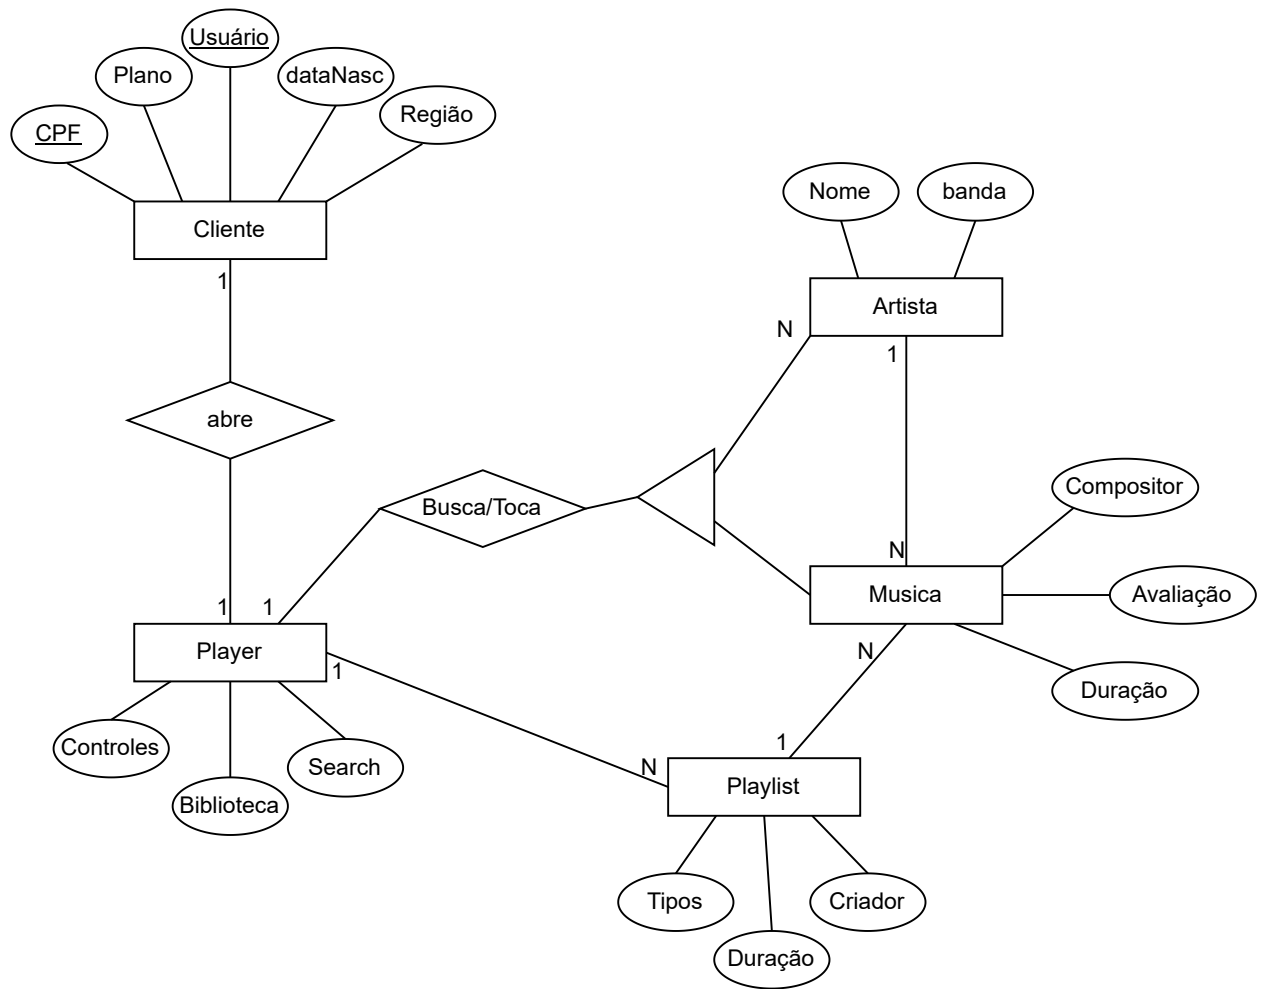 Usuário
Plano
dataNasc
Região
CPF
Nome
banda
Cliente
1
Artista
N
1
abre
Compositor
Busca/Toca
N
Musica
Avaliação
1
1
Player
1
N
Duração
Controles
Search
Biblioteca
1
N
Playlist
Tipos
Criador
Duração